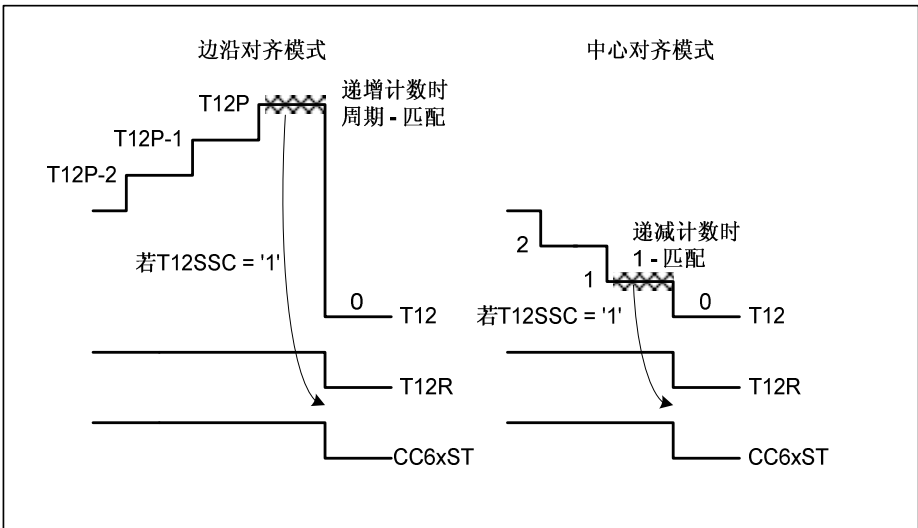 边沿对齐模式
T12P
T12P-1
T12P-2
递增计数时
周期 - 匹配
若T12SSC = '1'
0
T12
T12R
CC6xST
中心对齐模式
2
1
递减计数时
1 - 匹配
若T12SSC = '1'
0
T12
T12R
CC6xST